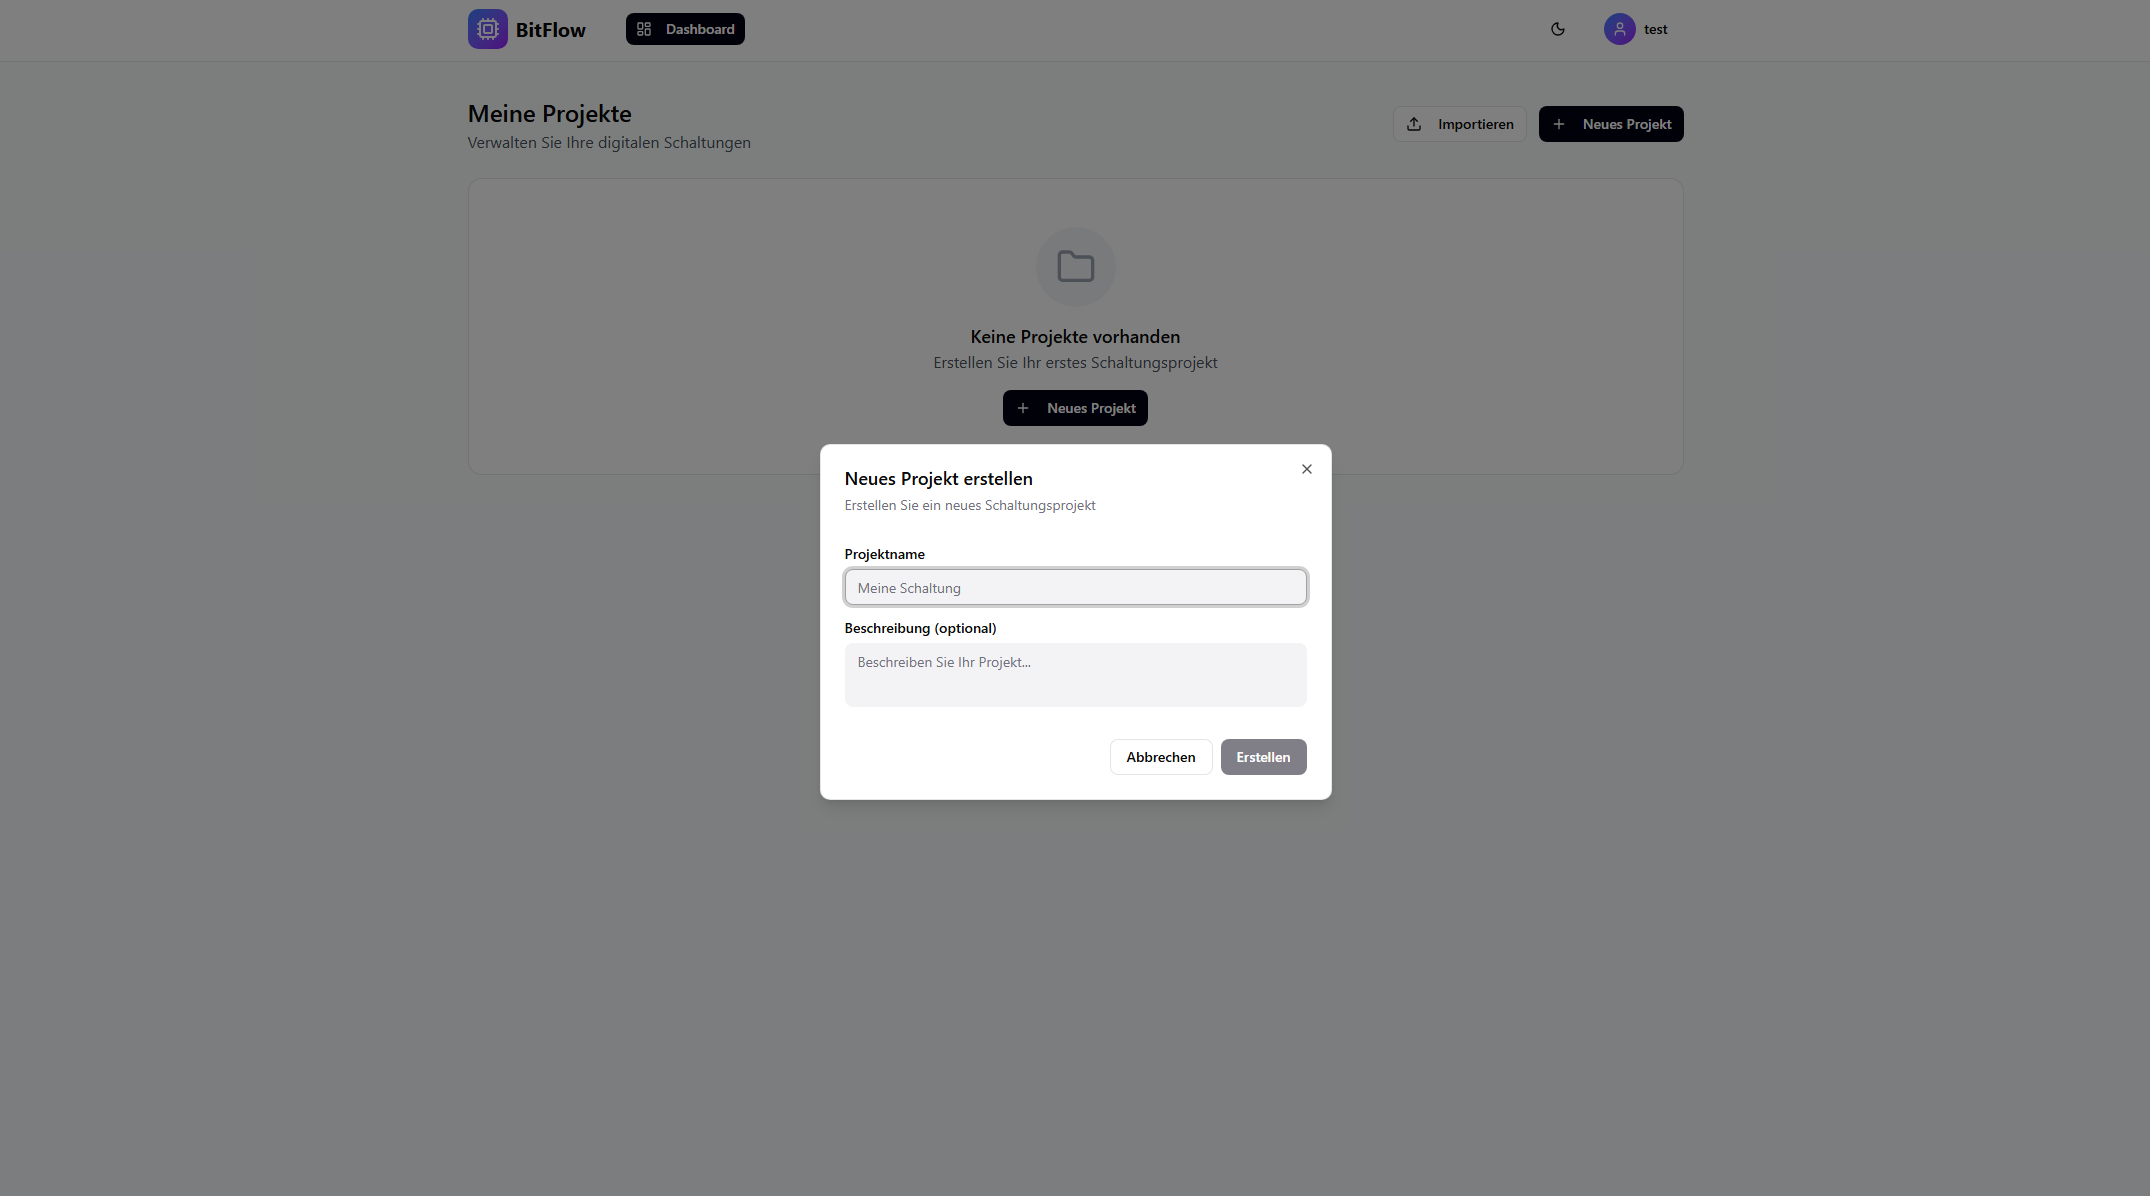 BitFlow
Dashboard
test
Meine Projekte
Verwalten Sie Ihre digitalen Schaltungen
Importieren
Neues Projekt
Keine Projekte vorhanden
Erstellen Sie Ihr erstes Schaltungsprojekt
Neues Projekt
Neues Projekt erstellen
Erstellen Sie ein neues Schaltungsprojekt
Projektname
Meine Schaltung
Beschreibung (optional)
Beschreiben Sie Ihr Projekt...
Abbrechen
Erstellen